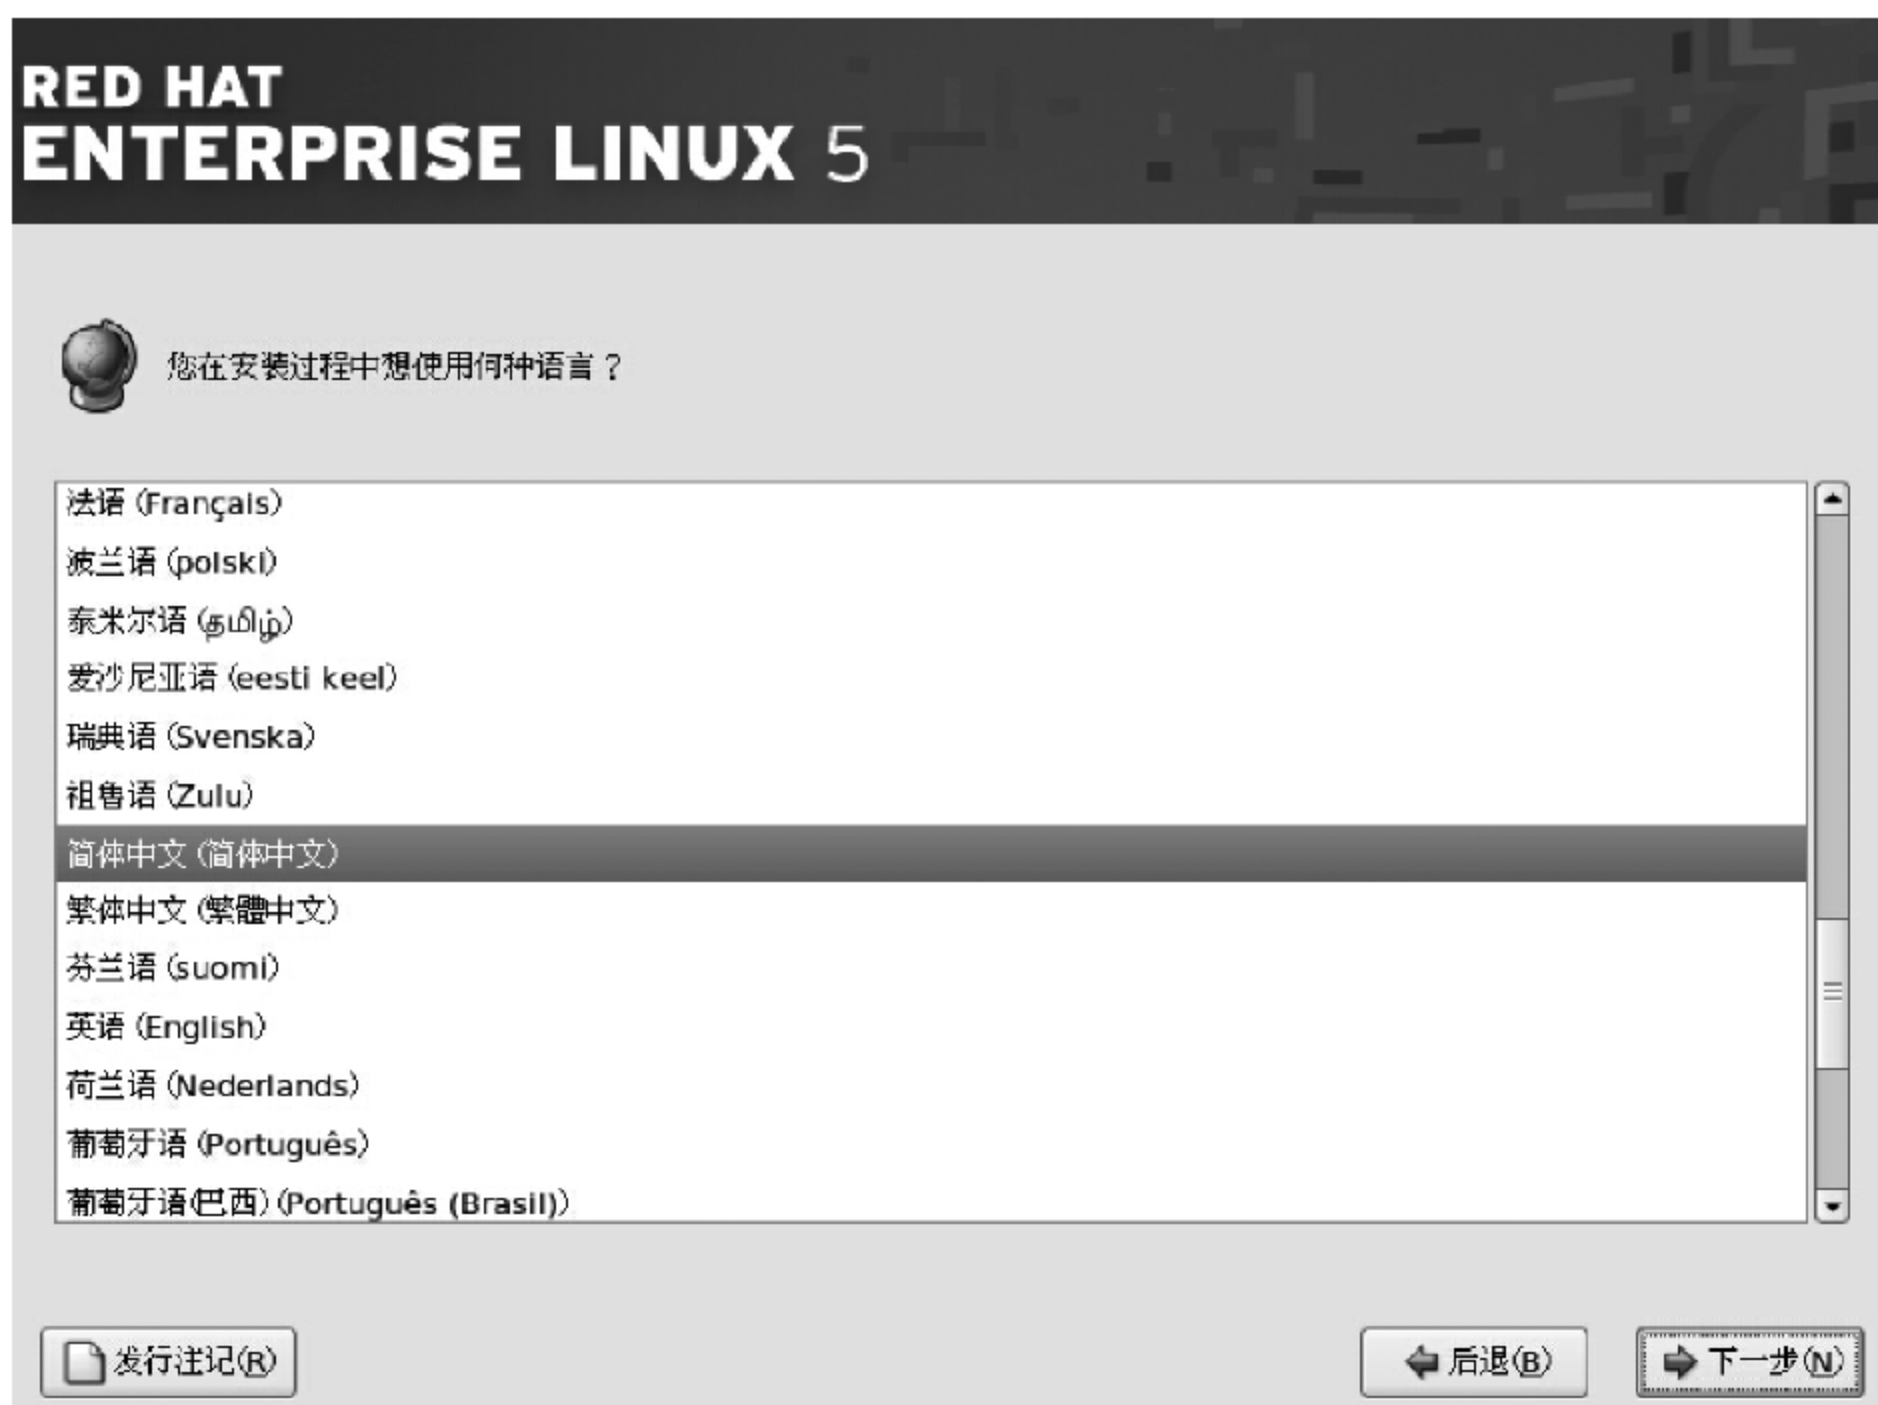 RED HAT
ENTERPRISE LINUX 5
您在安装过程中想使用何种语言？
法语 (Français)
波兰语 (polski)
泰米尔语 (தமிழ்)
爱沙尼亚语 (eesti keel)
瑞典语 (Svenska)
祖鲁语 (Zulu)
简体中文 (简体中文)
繁体中文 (繁體中文)
芬兰语 (suomi)
英语 (English)
荷兰语 (Nederlands)
葡萄牙语 (Português)
葡萄牙语(巴西) (Português (Brasil))
发行注记(R) 后退(B) 下一步(N)